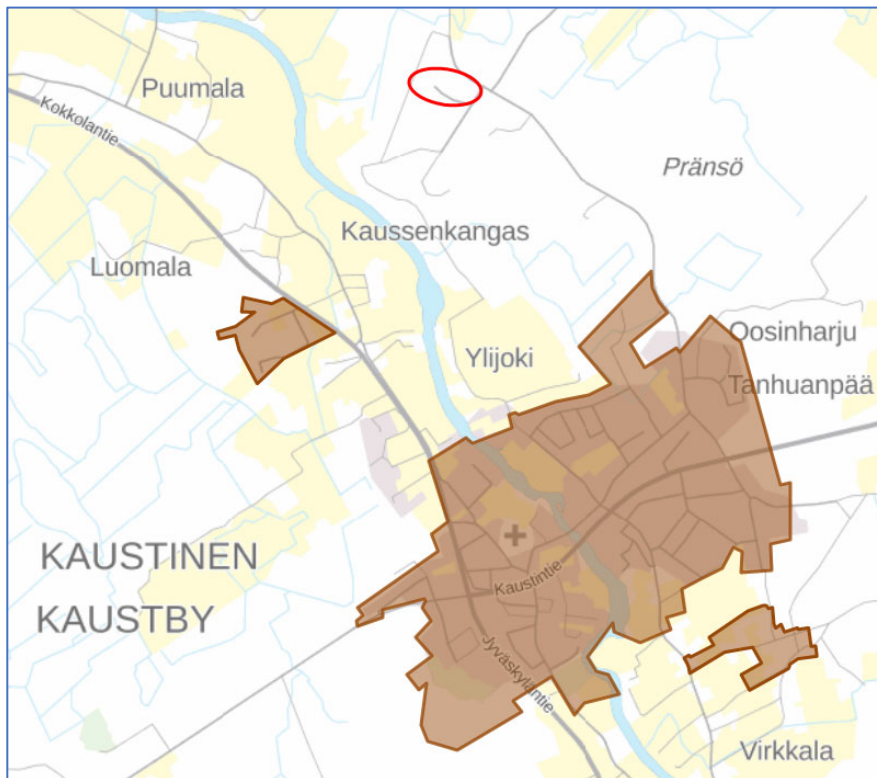 Puumala
Kokkolantie
Pränsö
Kaussenkangas
Luomala
Oosinharju
Ylijoki
Tanhuanpää
KAUSTINEN
KAUSTBY
Kaustintie
Jyväskyläntie
Virkkala